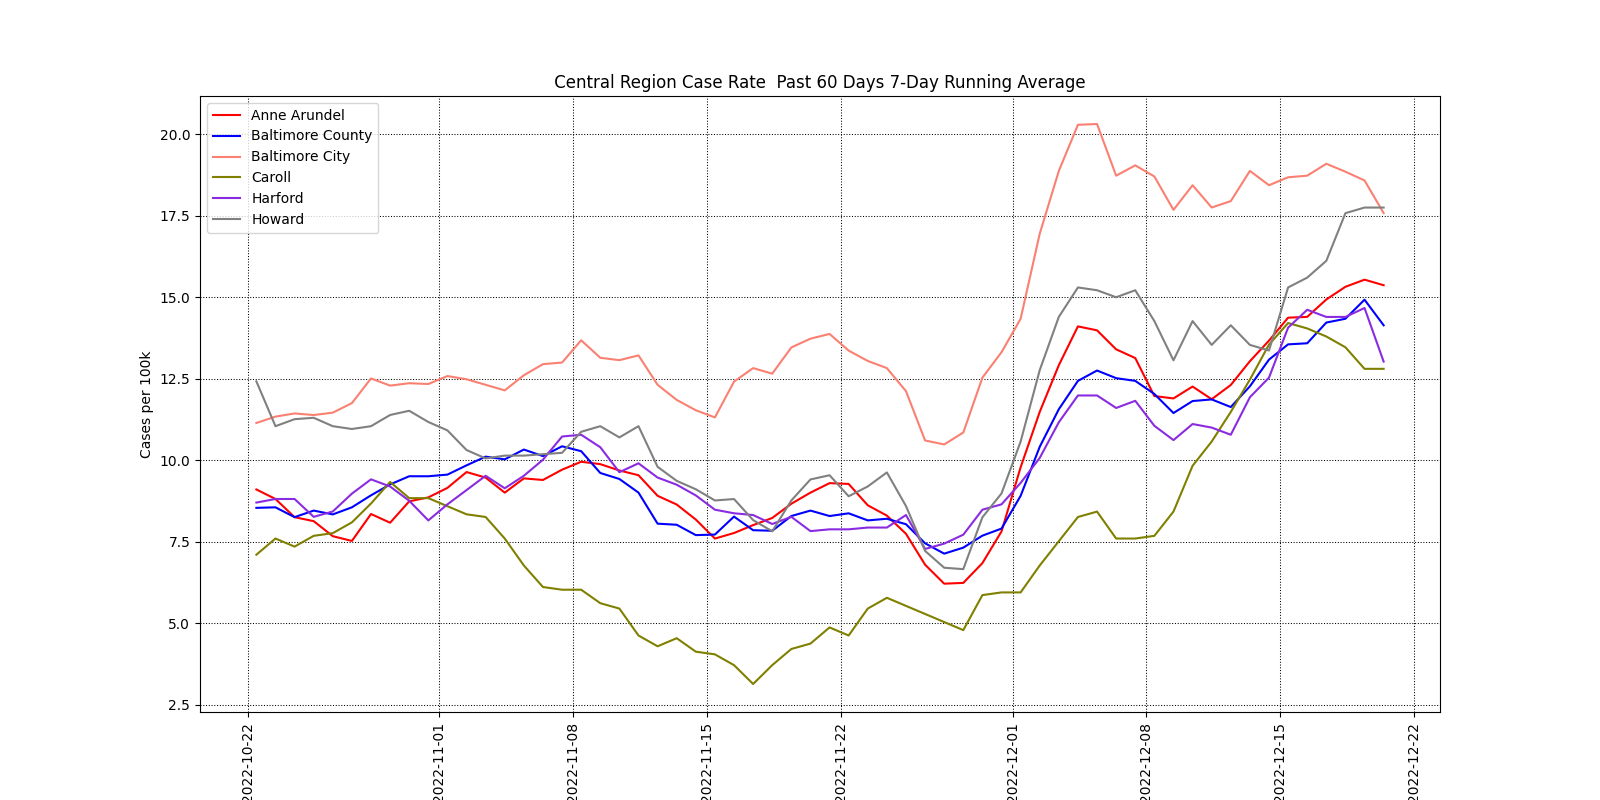 Central Region Case Rate  Past 60 Days 7-Day Running Average
Anne Arundel
Baltimore County
Baltimore City
Caroll
Harford
Howard
20.0
17.5
15.0
12.5
10.0
7.5
5.0
2.5
Cases per 100k
2022-10-22
2022-11-01
2022-11-08
2022-11-15
2022-11-22
2022-12-01
2022-12-08
2022-12-15
2022-12-22